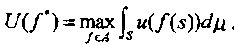 U(f*) = max_{f∈A} ∫_S u(f(s))dμ.